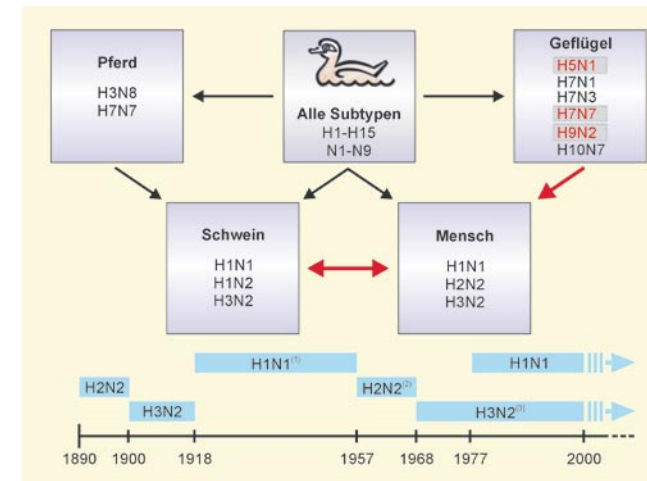 Pferd
H3N8
H7N7
Alle Subtypen
H1-H15
N1-N9
Geflügel
H5N1
H7N1
H7N3
H7N7
H9N2
H10N7
Schwein
H1N1
H1N2
H3N2
Mensch
H1N1
H2N2
H3N2
H1N1(1) H1N1
H2N2 H2N2(2)
H3N2 H3N2(3)
1890 1900 1918 1957 1968 1977 2000